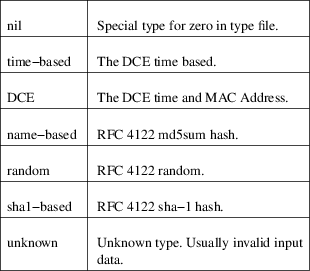 nil Special type for zero in type file.
time−based The DCE time based.
DCE The DCE time and MAC Address.
name−based RFC 4122 md5sum hash.
random RFC 4122 random.
sha1−based RFC 4122 sha−1 hash.
unknown Unknown type. Usually invalid input
data.